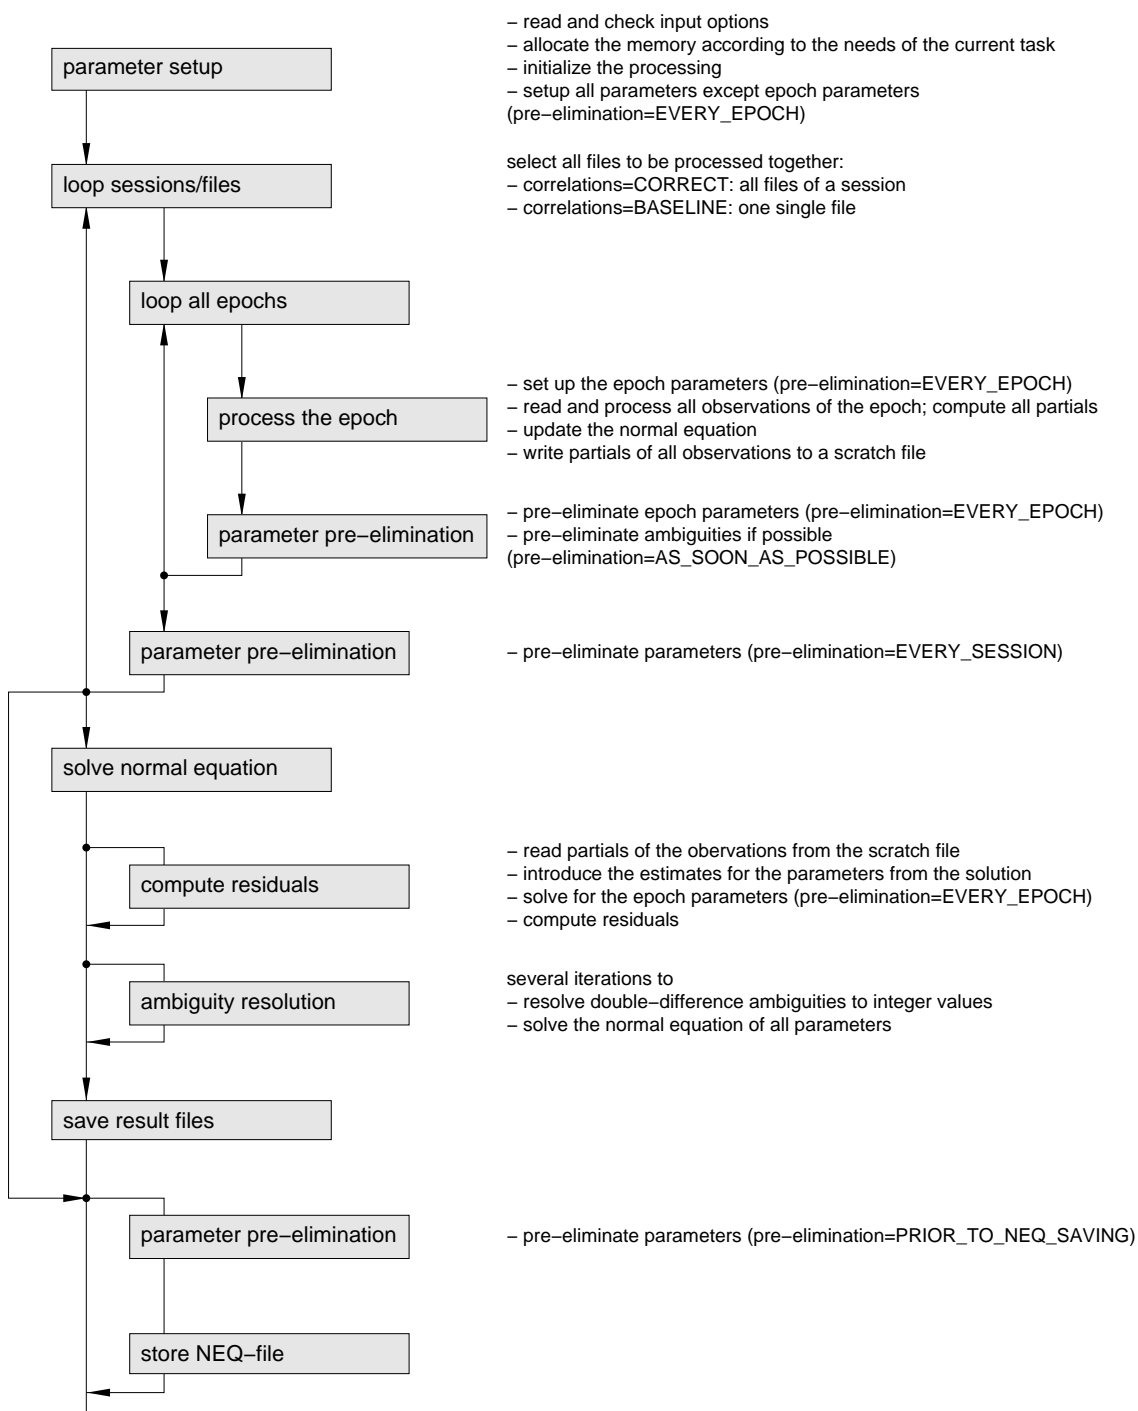 parameter setup
– read and check input options
– allocate the memory according to the needs of the current task
– initialize the processing
– setup all parameters except epoch parameters
(pre–elimination=EVERY_EPOCH)
loop sessions/files
select all files to be processed together:
– correlations=CORRECT: all files of a session
– correlations=BASELINE: one single file
loop all epochs
process the epoch
– set up the epoch parameters (pre–elimination=EVERY_EPOCH)
– read and process all observations of the epoch; compute all partials
– update the normal equation
– write partials of all observations to a scratch file
parameter pre–elimination
– pre–eliminate epoch parameters (pre–elimination=EVERY_EPOCH)
– pre–eliminate ambiguities if possible
(pre–elimination=AS_SOON_AS_POSSIBLE)
parameter pre–elimination
– pre–eliminate parameters (pre–elimination=EVERY_SESSION)
solve normal equation
compute residuals
– read partials of the obervations from the scratch file
– introduce the estimates for the parameters from the solution
– solve for the epoch parameters (pre–elimination=EVERY_EPOCH)
– compute residuals
ambiguity resolution
several iterations to
– resolve double–difference ambiguities to integer values
– solve the normal equation of all parameters
save result files
parameter pre–elimination
– pre–eliminate parameters (pre–elimination=PRIOR_TO_NEQ_SAVING)
store NEQ–file